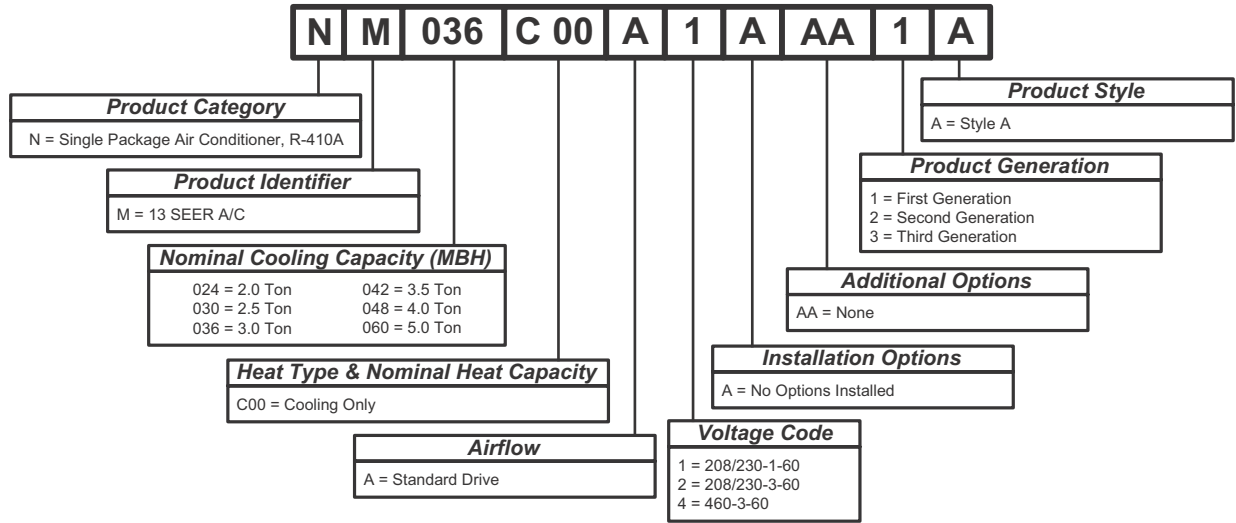 N M 036 C 00 A 1 A AA 1 A
Product Category
N = Single Package Air Conditioner, R-410A
Product Identifier
M = 13 SEER A/C
Nominal Cooling Capacity (MBH)
024 = 2.0 Ton 042 = 3.5 Ton
030 = 2.5 Ton 048 = 4.0 Ton
036 = 3.0 Ton 060 = 5.0 Ton
Heat Type & Nominal Heat Capacity
C00 = Cooling Only
Airflow
A = Standard Drive
Voltage Code
1 = 208/230-1-60
2 = 208/230-3-60
4 = 460-3-60
Installation Options
A = No Options Installed
Additional Options
AA = None
Product Generation
1 = First Generation
2 = Second Generation
3 = Third Generation
Product Style
A = Style A